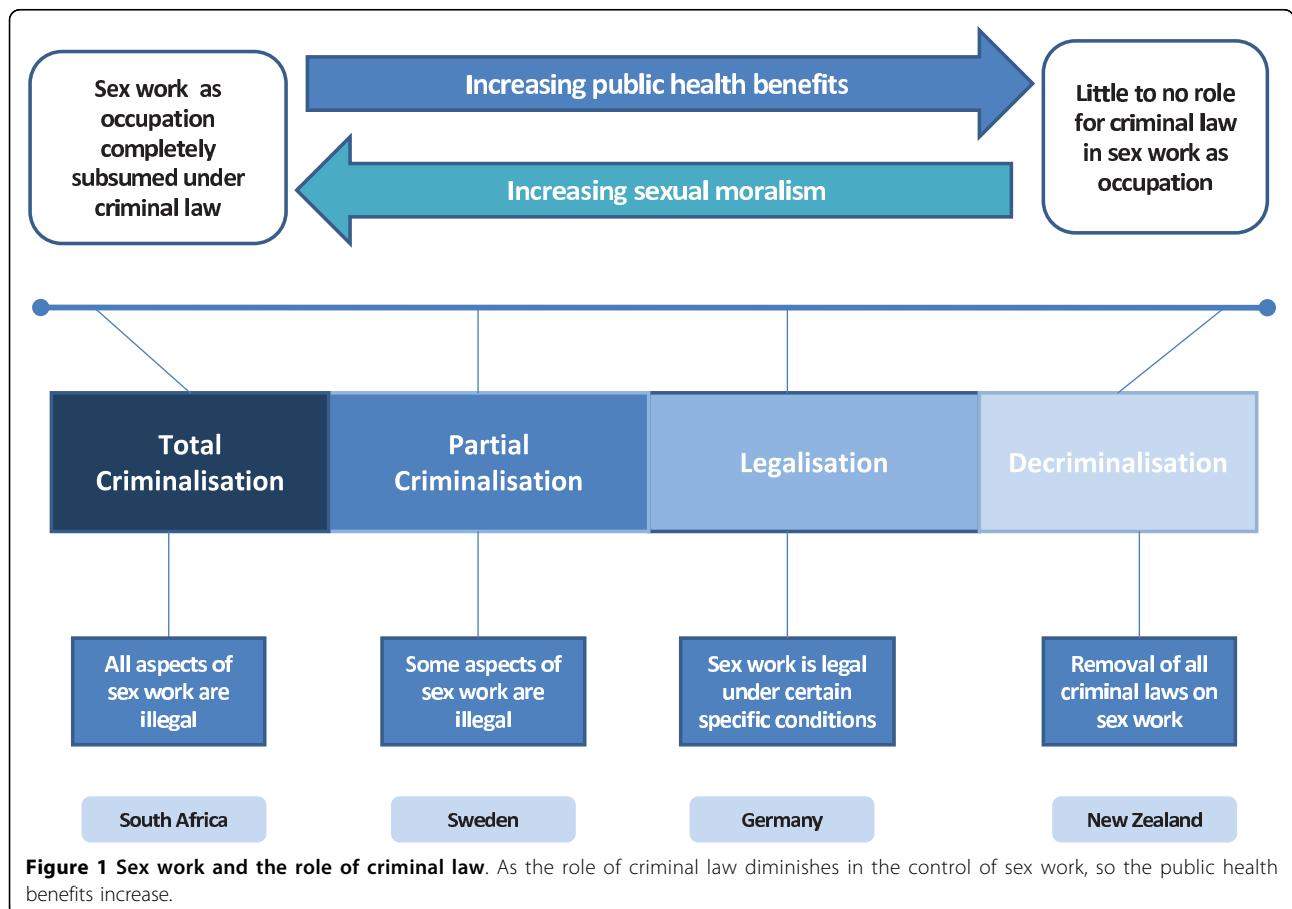 Sex work as
occupation
completely
subsumed under
criminal law
Increasing public health benefits
Increasing sexual moralism
Little to no role
for criminal law
in sex work as
occupation
Total
Criminalisation
Partial
Criminalisation
Legalisation
Decriminalisation
All aspects of
sex work are
illegal
Some aspects of
sex work are
illegal
Sex work is legal
under certain
specific conditions
Removal of all
criminal laws on
sex work
South Africa
Sweden
Germany
New Zealand
Figure 1 Sex work and the role of criminal law. As the role of criminal law diminishes in the control of sex work, so the public health
benefits increase.